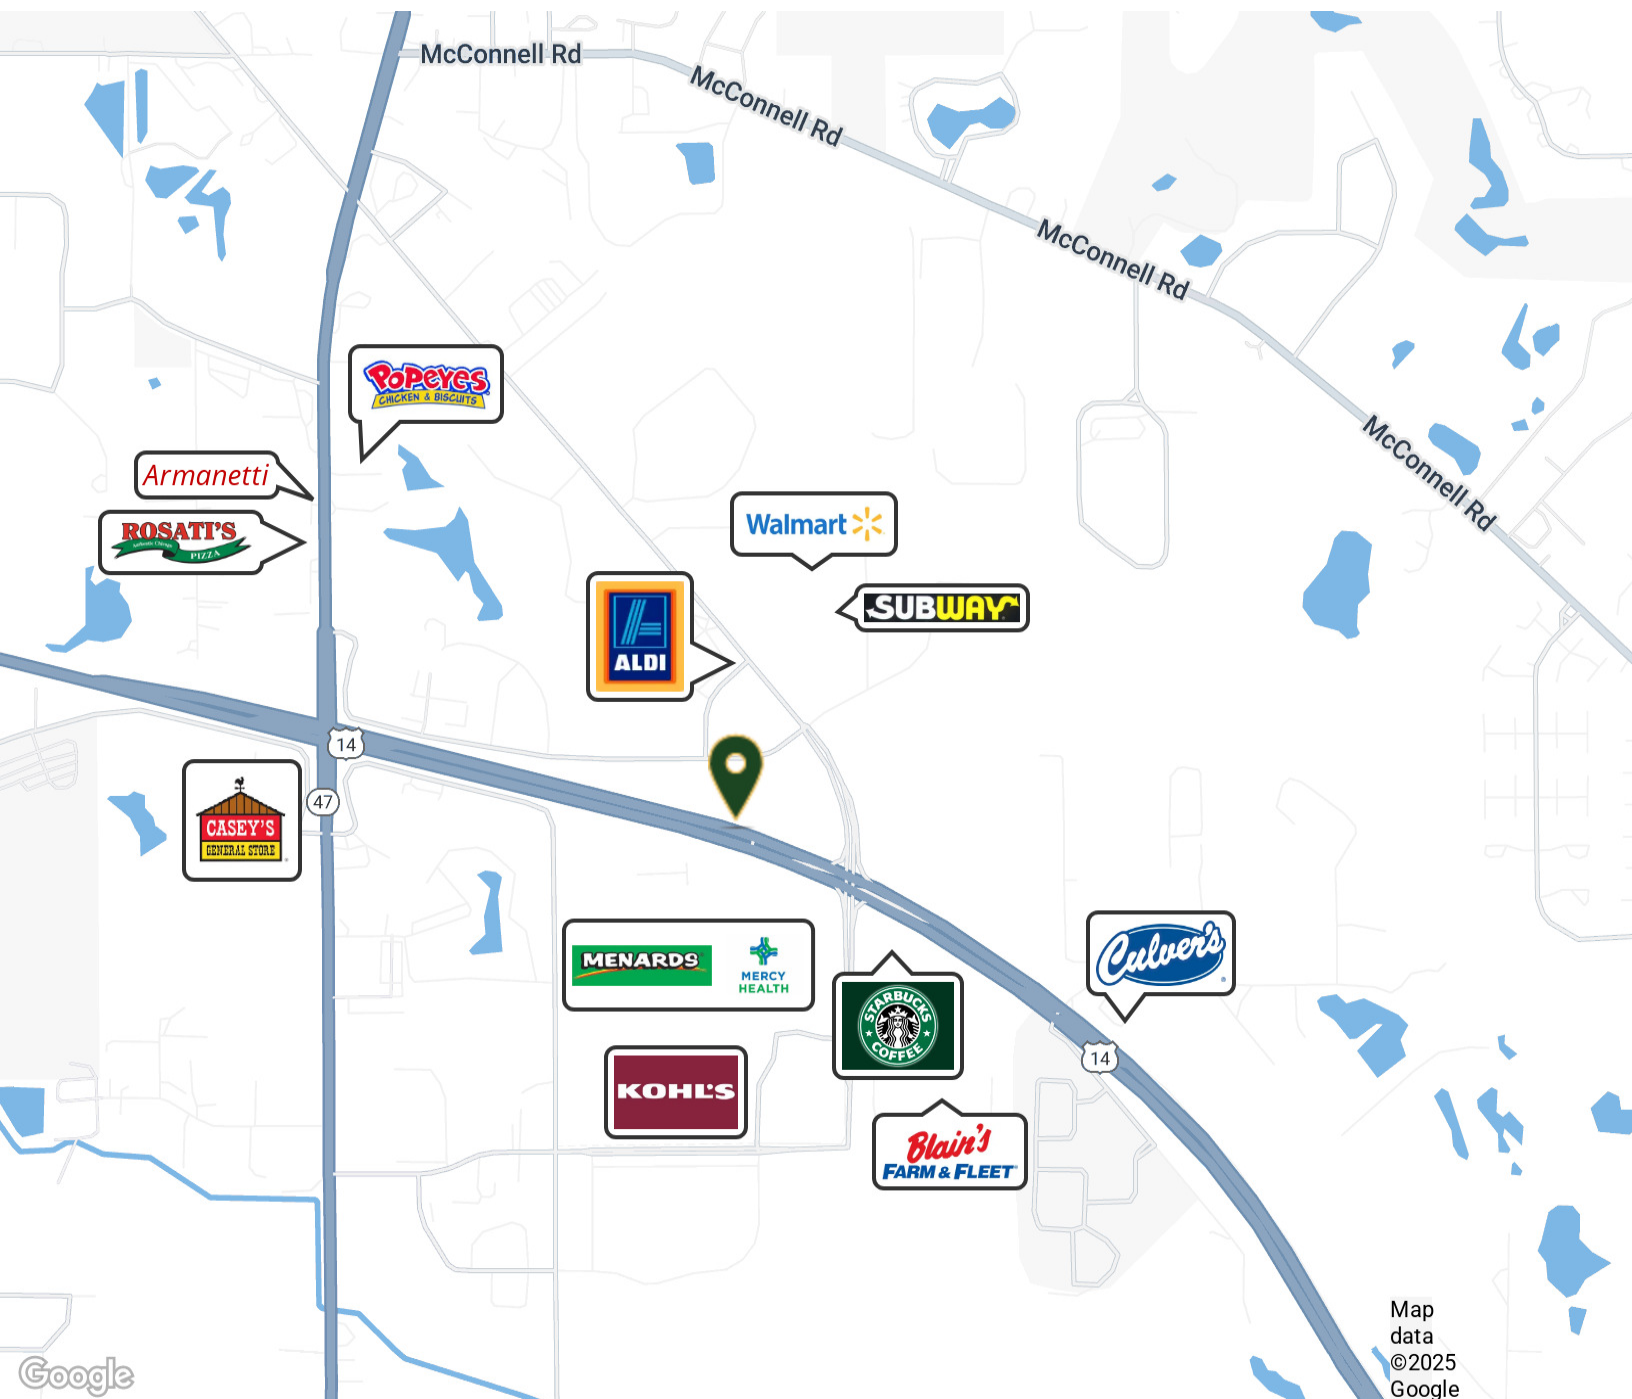 McConnell Rd
McConnell Rd
McConnell Rd
POPEYES
CHICKEN & BISCUITS
McConnell Rd
Armanetti
ROSATI'S
Authentic Chicago
PIZZA
Walmart
SUBWAY
ALDI
14
47
CASEY'S
GENERAL STORE
MENARDS
MERCY
HEALTH
Culver's
STARBUCKS
COFFEE
14
KOHL'S
Blain's
FARM & FLEET
Map
data
©2025
Google
Google